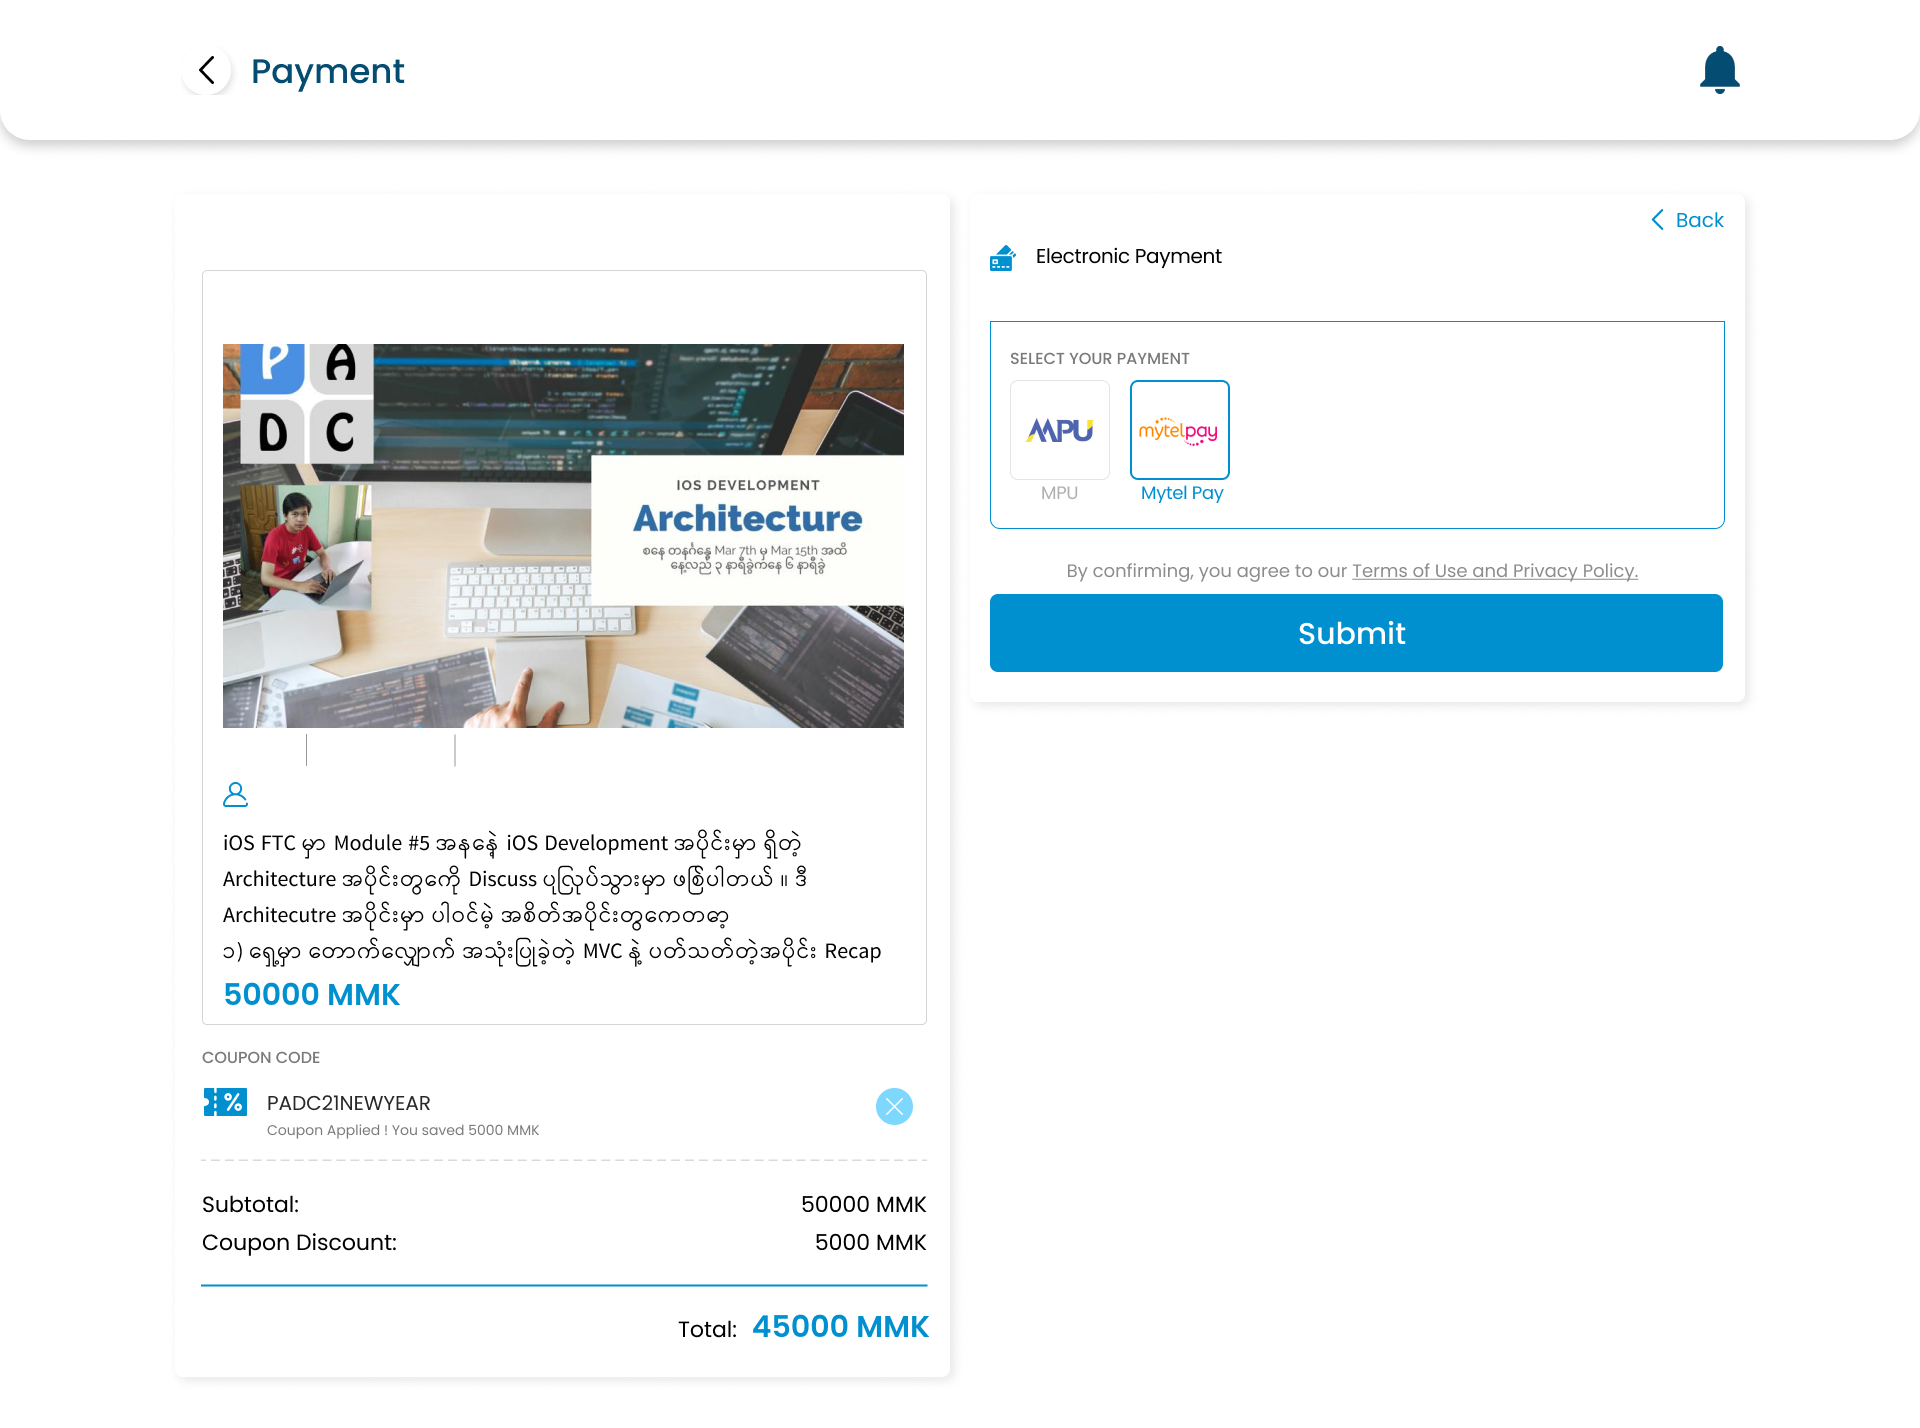 Payment
P A
D C
IOS DEVELOPMENT
Architecture
စနေ တနင်္ဂနွေ Mar 7th မှ Mar 15th အထိ
နေ့လည် ၃ နာရီခွဲကနေ ၆ နာရီခွဲ
iOS FTC မှာ Module #5 အနေနဲ့ iOS Development အပိုင်းမှာ ရှိတဲ့
Architecture အပိုင်းတွေကို Discuss ပြုလုပ်သွားမှာ ဖြစ်ပါတယ် ။ ဒီ
Architecutre အပိုင်းမှာ ပါဝင်မဲ့ အစိတ်အပိုင်းတွေကတော့
၁) ရှေ့မှာ တောက်လျှောက် အသုံးပြုခဲ့တဲ့ MVC နဲ့ ပတ်သတ်တဲ့အပိုင်း Recap
50000 MMK
COUPON CODE
%
PADC21NEWYEAR
Coupon Applied ! You saved 5000 MMK
Subtotal: 50000 MMK
Coupon Discount: 5000 MMK
Total: 45000 MMK
Back
Electronic Payment
SELECT YOUR PAYMENT
MPU mytelpay
MPU Mytel Pay
By confirming, you agree to our Terms of Use and Privacy Policy.
Submit